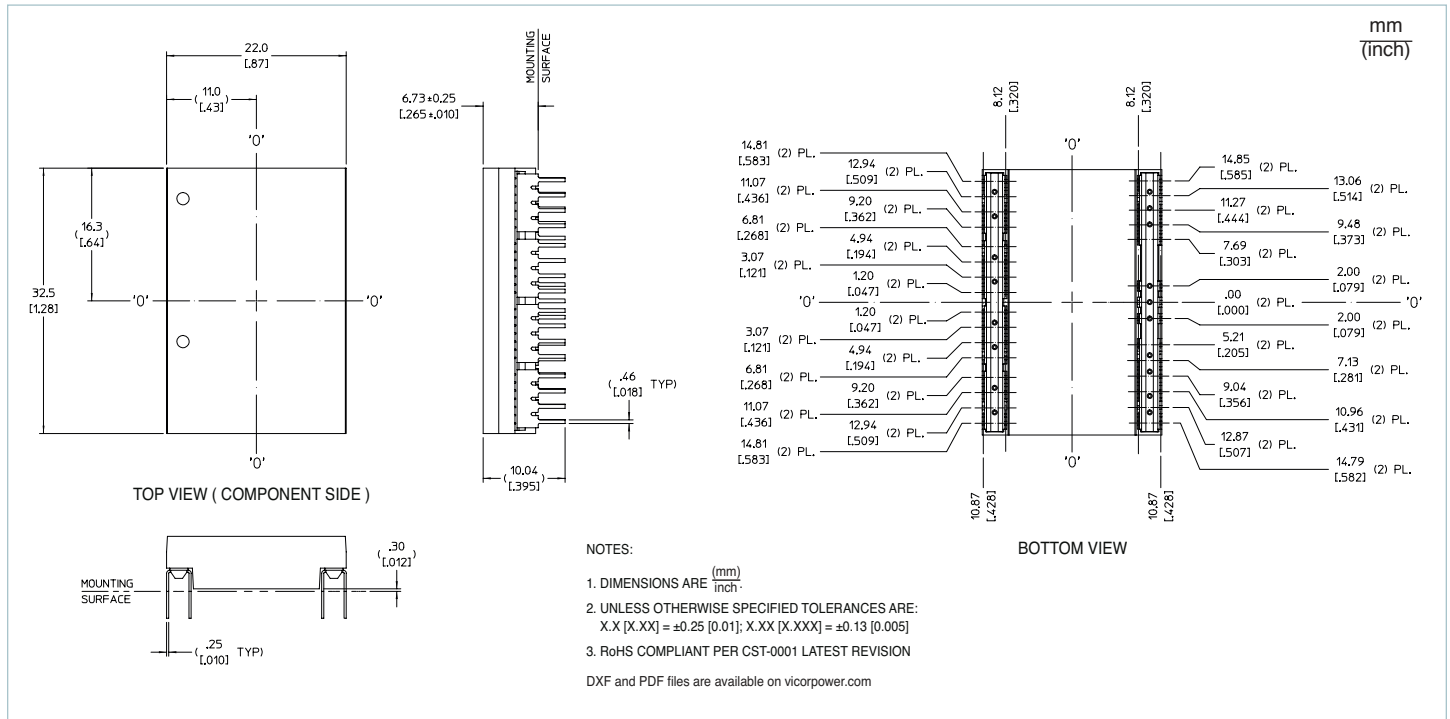 mm
(inch)
22.0
[.87]
(11.0)
([.43])
'0'
(16.3)
([.64])
32.5
[1.28]
'0'
'0'
'0'
TOP VIEW ( COMPONENT SIDE )
MOUNTING
SURFACE
6.73 ±0.25
[.265 ±.010]
(.46 TYP)
([.018] TYP)
(10.04)
([.395])
MOUNTING
SURFACE
(.30)
([.012])
(.25 TYP)
([.010] TYP)
8.12
[.320]
8.12
[.320]
'0'
14.81
[.583] (2) PL.
12.94
[.509] (2) PL.
11.07
[.436] (2) PL.
9.20
[.362] (2) PL.
6.81
[.268] (2) PL.
4.94
[.194] (2) PL.
3.07
[.121] (2) PL.
1.20
[.047] (2) PL.
'0'
1.20
[.047] (2) PL.
3.07
[.121] (2) PL.
4.94
[.194] (2) PL.
6.81
[.268] (2) PL.
9.20
[.362] (2) PL.
11.07
[.436] (2) PL.
12.94
[.509] (2) PL.
14.81
[.583] (2) PL.
14.85
[.585] (2) PL.
13.06
[.514] (2) PL.
11.27
[.444] (2) PL.
9.48
[.373] (2) PL.
7.69
[.303] (2) PL.
2.00
[.079] (2) PL.
.00
[.000] (2) PL.
'0'
2.00
[.079] (2) PL.
5.21
[.205] (2) PL.
7.13
[.281] (2) PL.
9.04
[.356] (2) PL.
10.96
[.431] (2) PL.
12.87
[.507] (2) PL.
14.79
[.582] (2) PL.
'0'
10.87
[.428]
10.87
[.428]
BOTTOM VIEW
NOTES:
1. DIMENSIONS ARE (mm)
inch.
2. UNLESS OTHERWISE SPECIFIED TOLERANCES ARE:
X.X [X.XX] = ±0.25 [0.01]; X.XX [X.XXX] = ±0.13 [0.005]
3. RoHS COMPLIANT PER CST-0001 LATEST REVISION
DXF and PDF files are available on vicorpower.com